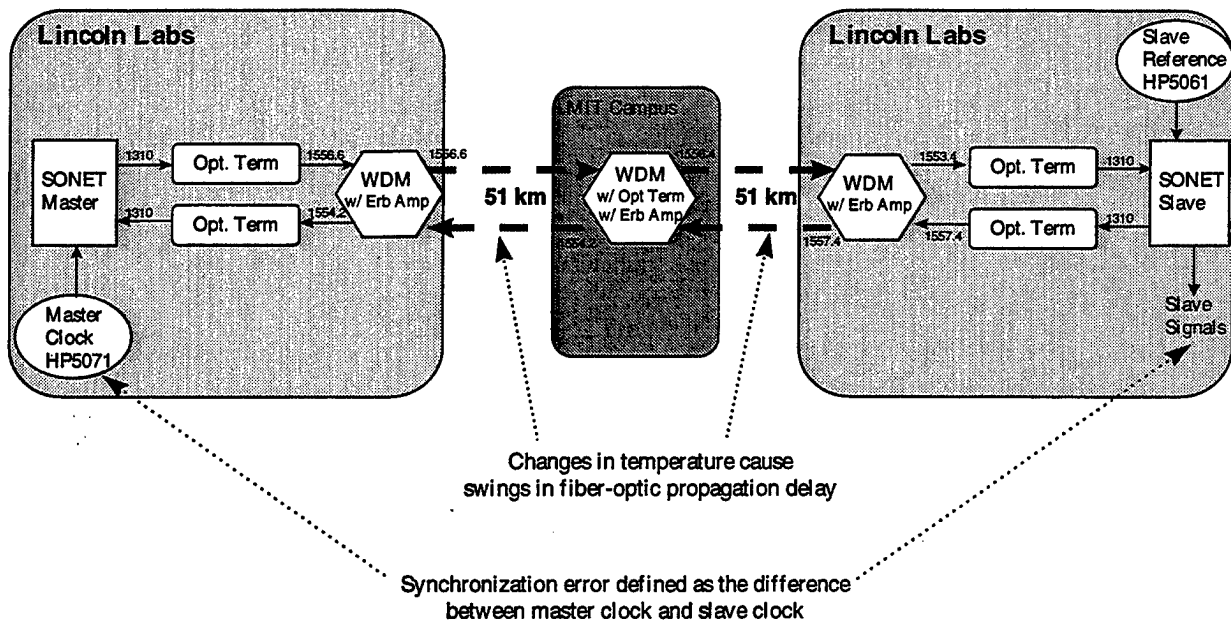 Lincoln Labs
SONET
Master
1310
1310
Opt. Term
Opt. Term
1556.6
1554.2
WDM
w/ Erb Amp
1556.6
51 km
Master
Clock
HP5071
MIT Campus
WDM
w/ Opt Term
w/ Erb Amp
1554.2
51 km
Lincoln Labs
Slave
Reference
HP5061
WDM
w/ Erb Amp
1557.4
1553.4
1557.4
Opt. Term
Opt. Term
1310
1310
SONET
Slave
Slave
Signals
Changes in temperature cause
swings in fiber-optic propagation delay
Synchronization error defined as the difference
between master clock and slave clock